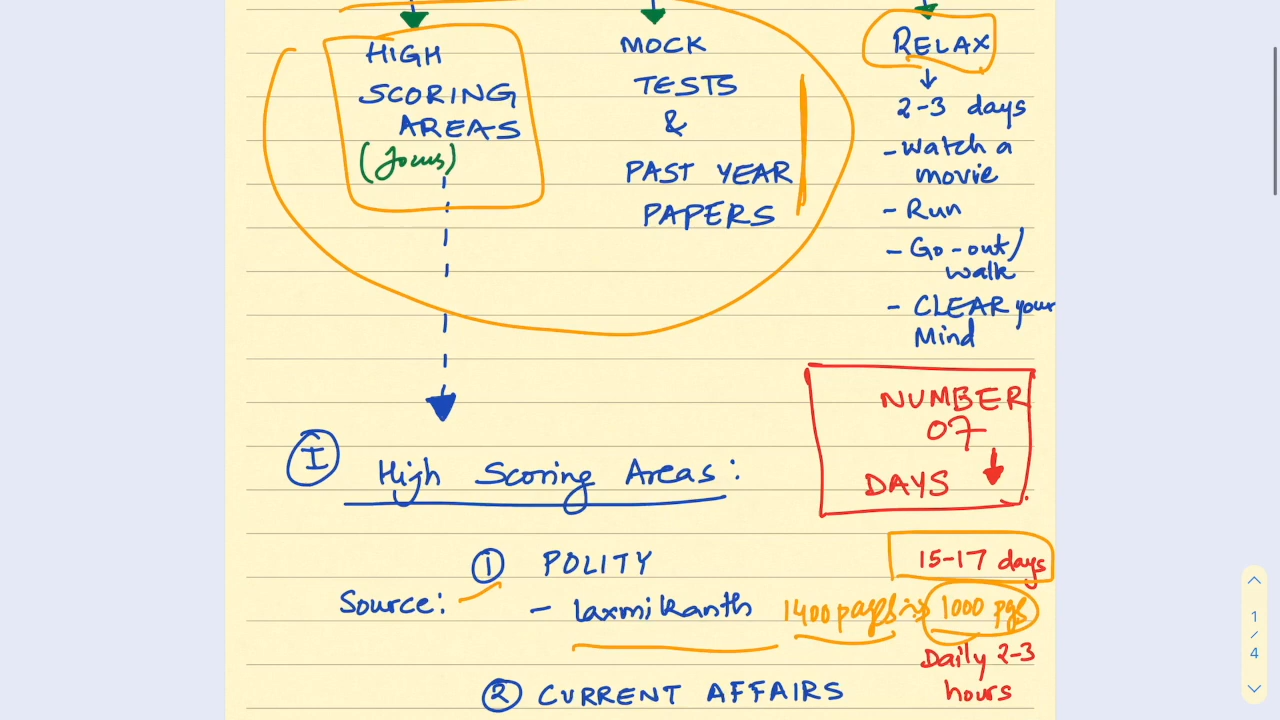 HIGH
SCORING
AREAS
(focus)
MOCK
TESTS
&
PAST YEAR
PAPERS
RELAX
2-3 days
- Watch a
movie
- Run
- Go-out/
walk
- CLEAR your
Mind
NUMBER
OF
DAYS
I High Scoring Areas:
1 POLITY
15-17 days
Source: - laxmikanth 1400 pages 1000 pgs
Daily 2-3
hours
2 CURRENT AFFAIRS
1
/
4